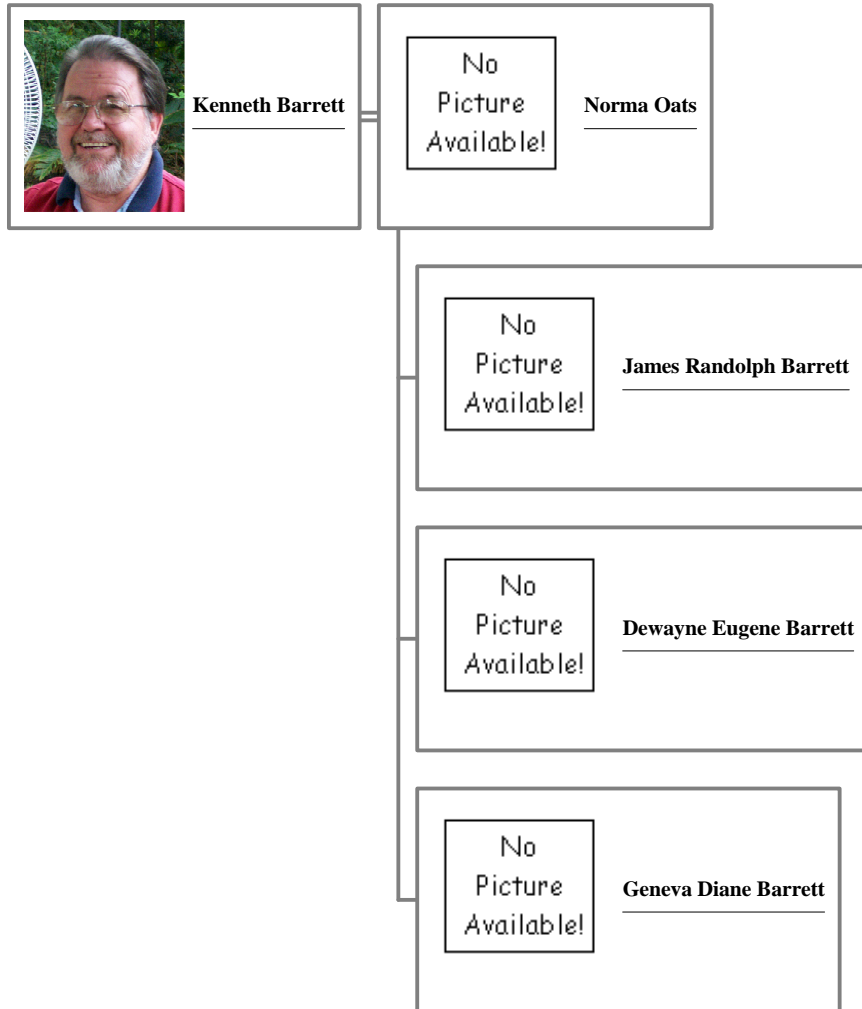 Kenneth Barrett
No
Picture
Available!
Norma Oats
No
Picture
Available!
James Randolph Barrett
No
Picture
Available!
Dewayne Eugene Barrett
No
Picture
Available!
Geneva Diane Barrett